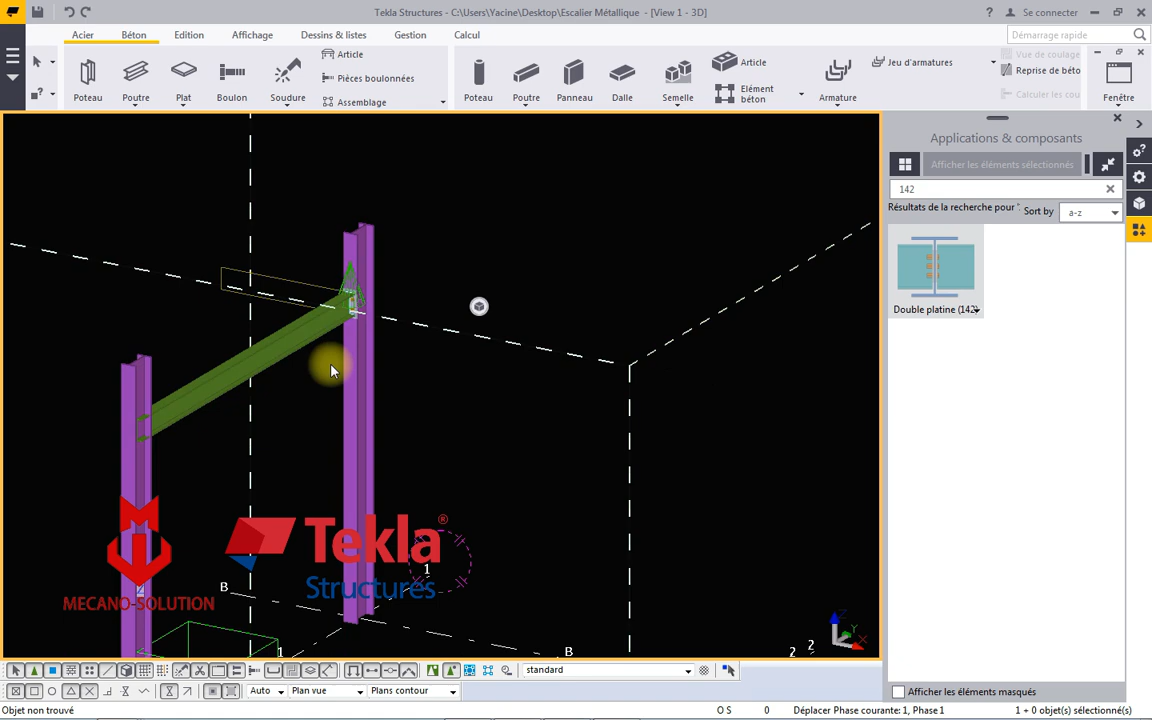 Tekla Structures - C:\Users\Yacine\Desktop\Escalier Métallique - [View 1 - 3D]
? Se connecter
Acier Béton Edition Affichage Dessins & listes Gestion Calcul
Démarrage rapide
Poteau Poutre Plat Boulon Soudure
Article
Pièces boulonnées
Assemblage
Poteau Poutre Panneau Dalle Semelle
Article
Elément
béton
Armature
Jeu d'armatures
Vue de coulage
Reprise de béto
Calculer les cou
Fenêtre
Applications & composants
Afficher les éléments sélectionnés
142
Résultats de la recherche pour '
Sort by a-z
Double platine (142)
MECANO-SOLUTION
Tekla®
Structures
B
1
1
B
2
2
Z
Y
X
standard
Auto Plan vue Plans contour
Afficher les éléments masqués
Objet non trouvé
O S 0 Déplacer Phase courante: 1, Phase 1 1 + 0 objet(s) sélectionné(s)